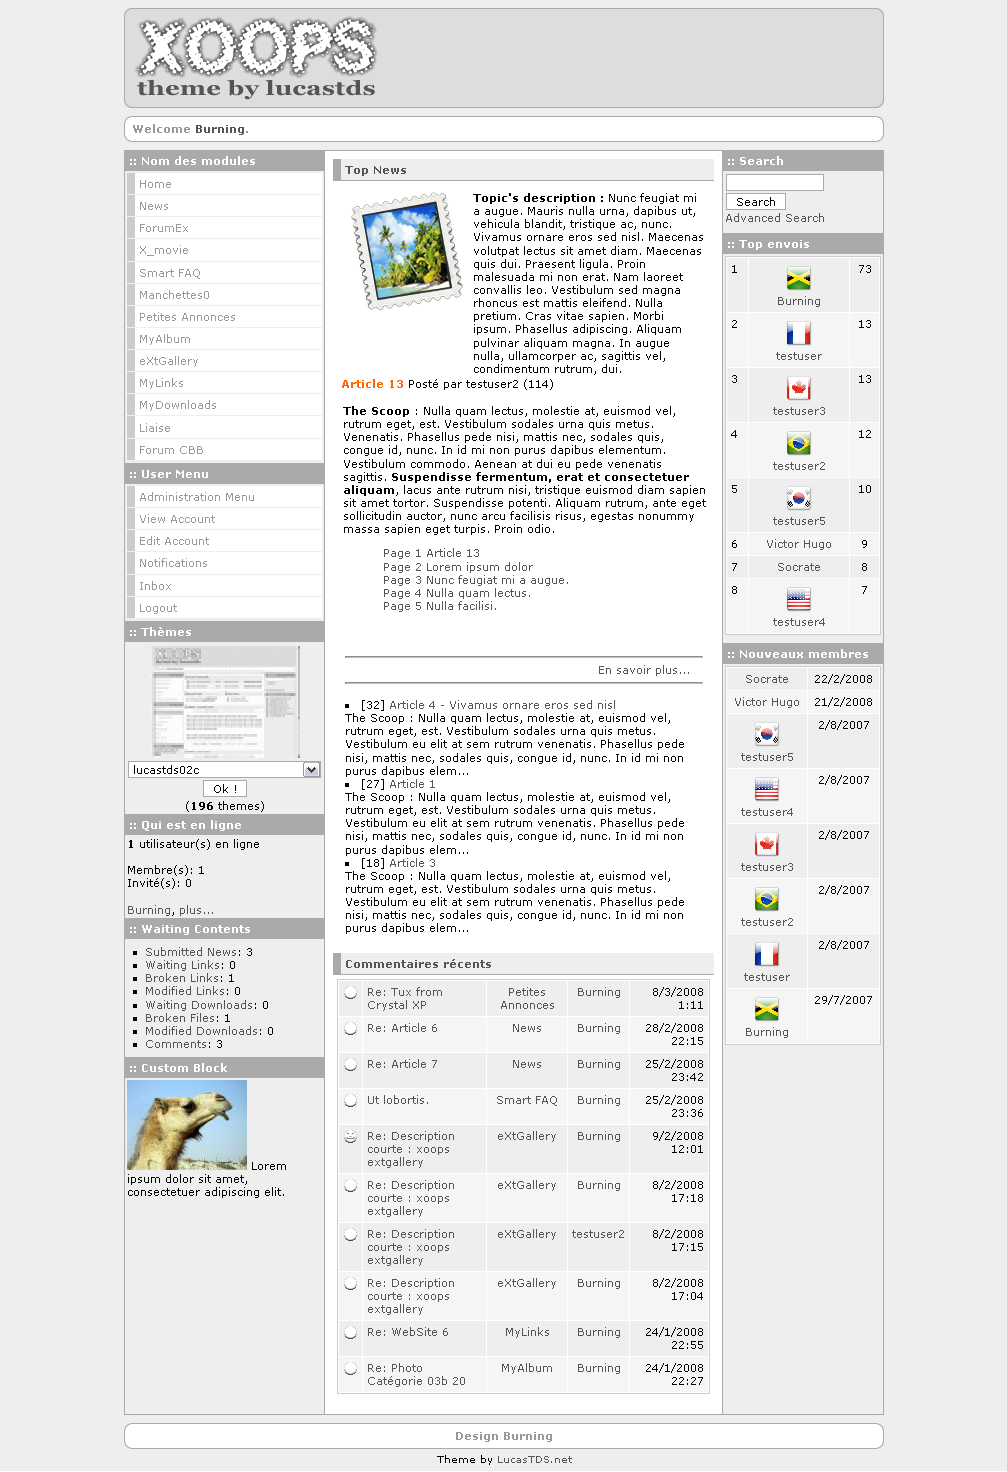 XOOPS
theme by lucastds
Welcome Burning.
:: Nom des modules
Home
News
ForumEx
X_movie
Smart FAQ
Manchettes0
Petites Annonces
MyAlbum
eXtGallery
MyLinks
MyDownloads
Liaise
Forum CBB
:: User Menu
Administration Menu
View Account
Edit Account
Notifications
Inbox
Logout
:: Thèmes
lucastds02c
Ok !
(196 themes)
:: Qui est en ligne
1 utilisateur(s) en ligne
Membre(s): 1
Invité(s): 0
Burning, plus...
:: Waiting Contents
Submitted News: 3
Waiting Links: 0
Broken Links: 1
Modified Links: 0
Waiting Downloads: 0
Broken Files: 1
Modified Downloads: 0
Comments: 3
:: Custom Block
Lorem
ipsum dolor sit amet,
consectetuer adipiscing elit.
Top News
Topic's description : Nunc feugiat mi
a augue. Mauris nulla urna, dapibus ut,
vehicula blandit, tristique ac, nunc.
Vivamus ornare eros sed nisl. Maecenas
volutpat lectus sit amet diam. Maecenas
quis dui. Praesent ligula. Proin
malesuada mi non erat. Nam laoreet
convallis leo. Vestibulum sed magna
rhoncus est mattis eleifend. Nulla
pretium. Cras vitae sapien. Morbi
ipsum. Phasellus adipiscing. Aliquam
pulvinar aliquam magna. In augue
nulla, ullamcorper ac, sagittis vel,
condimentum rutrum, dui.
Article 13 Posté par testuser2 (114)
The Scoop : Nulla quam lectus, molestie at, euismod vel,
rutrum eget, est. Vestibulum sodales urna quis metus.
Venenatis. Phasellus pede nisi, mattis nec, sodales quis,
congue id, nunc. In id mi non purus dapibus elementum.
Vestibulum commodo. Aenean at dui eu pede venenatis
sagittis. Suspendisse fermentum, erat et consectetuer
aliquam, lacus ante rutrum nisi, tristique euismod diam sapien
sit amet tortor. Suspendisse potenti. Aliquam rutrum, ante eget
sollicitudin auctor, nunc arcu facilisis risus, egestas nonummy
massa sapien eget turpis. Proin odio.
Page 1 Article 13
Page 2 Lorem ipsum dolor
Page 3 Nunc feugiat mi a augue.
Page 4 Nulla quam lectus.
Page 5 Nulla facilisi.
En savoir plus...
[32] Article 4 - Vivamus ornare eros sed nisl
The Scoop : Nulla quam lectus, molestie at, euismod vel,
rutrum eget, est. Vestibulum sodales urna quis metus.
Vestibulum eu elit at sem rutrum venenatis. Phasellus pede
nisi, mattis nec, sodales quis, congue id, nunc. In id mi non
purus dapibus elem...
[27] Article 1
The Scoop : Nulla quam lectus, molestie at, euismod vel,
rutrum eget, est. Vestibulum sodales urna quis metus.
Vestibulum eu elit at sem rutrum venenatis. Phasellus pede
nisi, mattis nec, sodales quis, congue id, nunc. In id mi non
purus dapibus elem...
[18] Article 3
The Scoop : Nulla quam lectus, molestie at, euismod vel,
rutrum eget, est. Vestibulum sodales urna quis metus.
Vestibulum eu elit at sem rutrum venenatis. Phasellus pede
nisi, mattis nec, sodales quis, congue id, nunc. In id mi non
purus dapibus elem...
Commentaires récents
Re: Tux from Petites Burning 8/3/2008
Crystal XP Annonces 1:11
Re: Article 6 News Burning 28/2/2008
22:15
Re: Article 7 News Burning 25/2/2008
23:42
Ut lobortis. Smart FAQ Burning 25/2/2008
23:36
Re: Description eXtGallery Burning 9/2/2008
courte : xoops 12:01
extgallery
Re: Description eXtGallery Burning 8/2/2008
courte : xoops 17:18
extgallery
Re: Description eXtGallery testuser2 8/2/2008
courte : xoops 17:15
extgallery
Re: Description eXtGallery Burning 8/2/2008
courte : xoops 17:04
extgallery
Re: WebSite 6 MyLinks Burning 24/1/2008
22:55
Re: Photo MyAlbum Burning 24/1/2008
Catégorie 03b 20 22:27
:: Search
Search
Advanced Search
:: Top envois
1 73
Burning
2 13
testuser
3 13
testuser3
4 12
testuser2
5 10
testuser5
6 Victor Hugo 9
7 Socrate 8
8 7
testuser4
:: Nouveaux membres
Socrate 22/2/2008
Victor Hugo 21/2/2008
2/8/2007
testuser5
2/8/2007
testuser4
2/8/2007
testuser3
2/8/2007
testuser2
2/8/2007
testuser
29/7/2007
Burning
Design Burning
Theme by LucasTDS.net